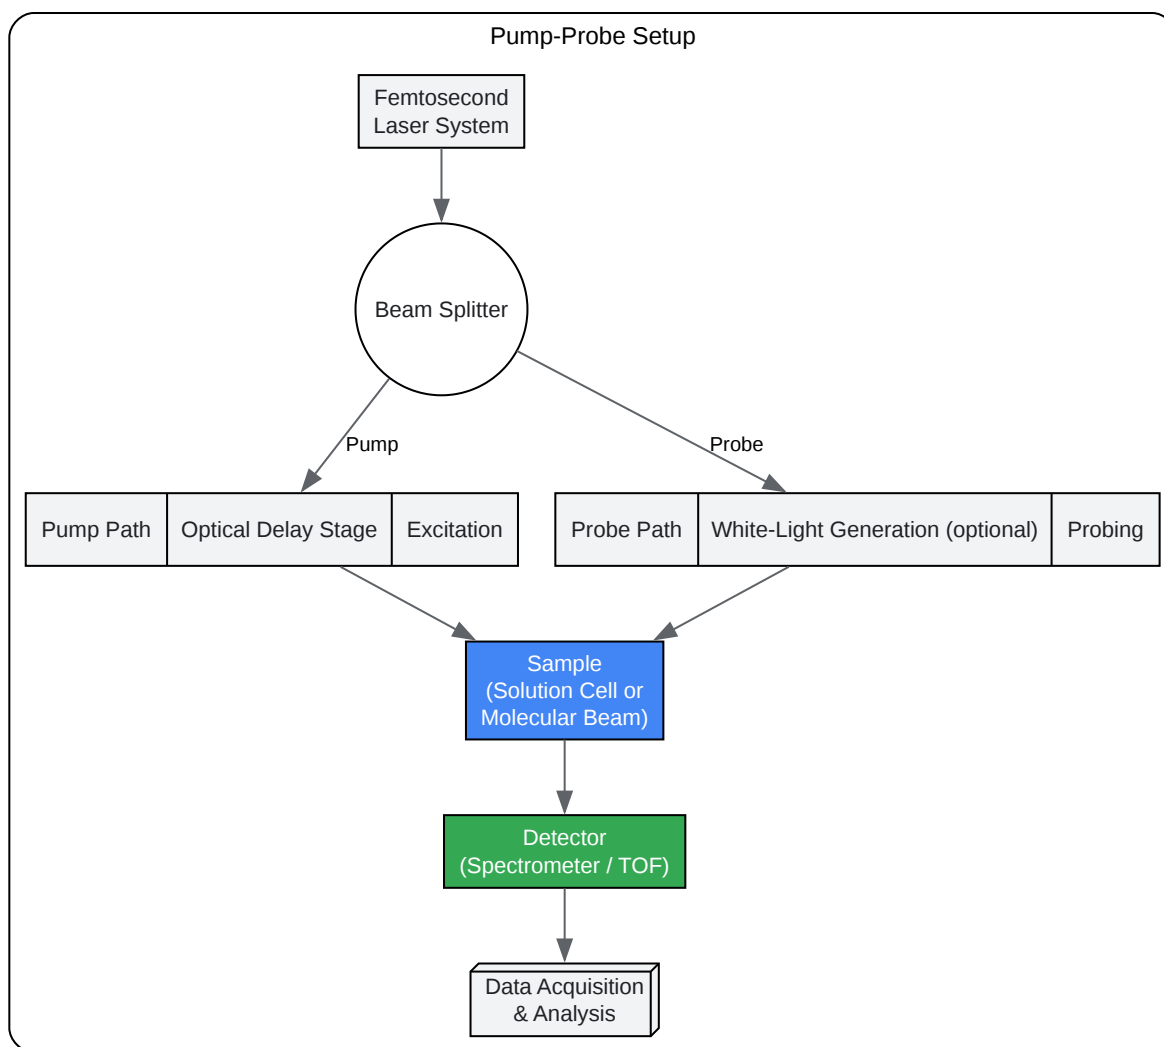 Pump-Probe Setup
Femtosecond
Laser System
Beam Splitter
Pump
Probe
Pump Path
Optical Delay Stage
Excitation
Probe Path
White-Light Generation (optional)
Probing
Sample
(Solution Cell or
Molecular Beam)
Detector
(Spectrometer / TOF)
Data Acquisition
& Analysis